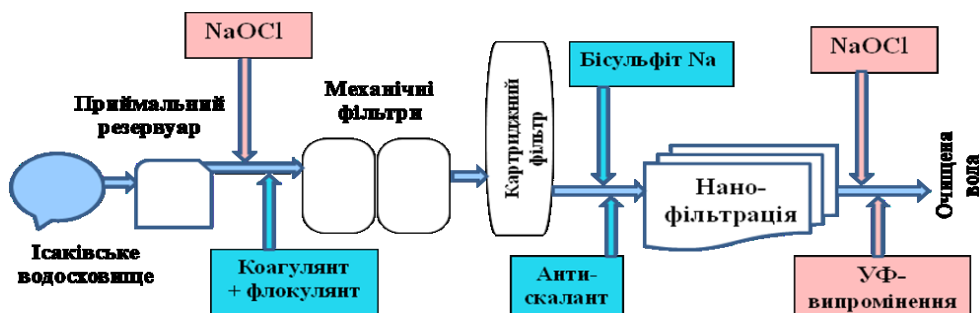 NaOCl
Приймальний
резервуар
Механічні
фільтри
Картриджний
фільтр
Бісульфіт Na
NaOCl
Нано-
фільтрація
Очищена
вода
Ісаківське
водосховище
Коагулянт
+ флокулянт
Анти-
скалант
УФ-
випромінення